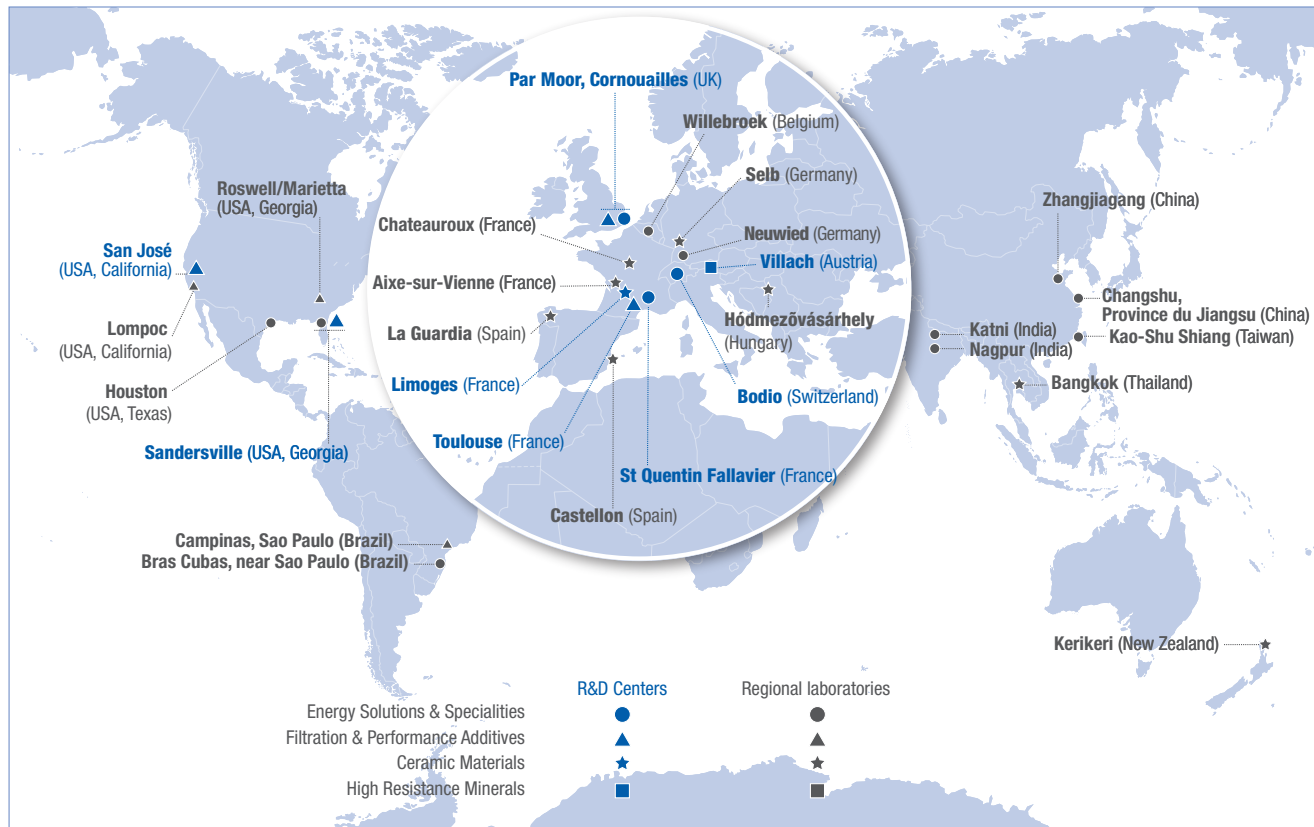 Par Moor, Cornouailles (UK)
Willebroek (Belgium)
Selb (Germany)
Roswell/Marietta
(USA, Georgia)
Zhangjiagang (China)
Chateauroux (France)
Neuwied (Germany)
San José
(USA, California)
Villach (Austria)
Aixe-sur-Vienne (France)
Changshu,
Province du Jiangsu (China)
Lompoc
(USA, California)
La Guardia (Spain)
Hódmezõvásárhely
(Hungary)
Katni (India)
Nagpur (India)
Kao-Shu Shiang (Taiwan)
Houston
(USA, Texas)
Limoges (France)
Bodio (Switzerland)
Bangkok (Thailand)
Sandersville (USA, Georgia)
Toulouse (France)
St Quentin Fallavier (France)
Castellon (Spain)
Campinas, Sao Paulo (Brazil)
Bras Cubas, near Sao Paulo (Brazil)
Kerikeri (New Zealand)
R&D Centers Regional laboratories
Energy Solutions & Specialities
Filtration & Performance Additives
Ceramic Materials
High Resistance Minerals